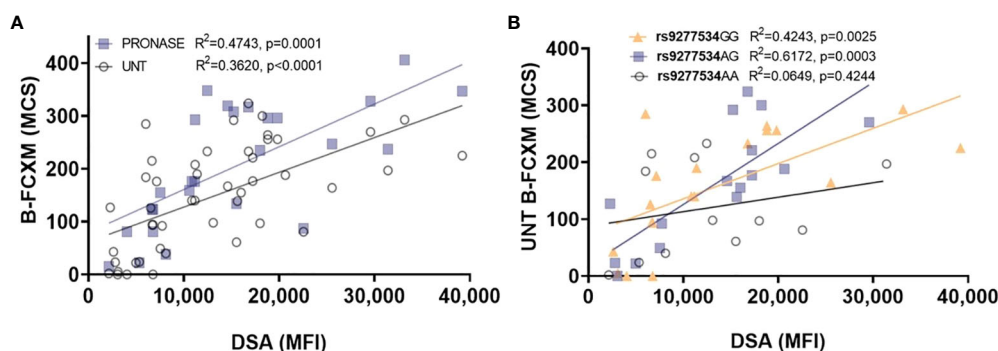 A
PRONASE R²=0.4743, p=0.0001
UNT R²=0.3620, p<0.0001
B-FCXM (MCS)
400
300
200
100
0
0 10,000 20,000 30,000 40,000
DSA (MFI)
B
rs9277534GG R²=0.4243, p=0.0025
rs9277534AG R²=0.6172, p=0.0003
rs9277534AA R²=0.0649, p=0.4244
UNT B-FCXM (MCS)
400
300
200
100
0
0 10,000 20,000 30,000 40,000
DSA (MFI)